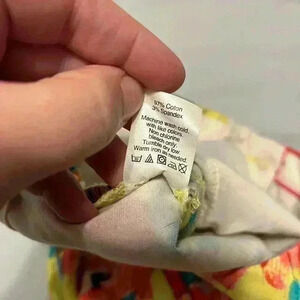 97% Cotton
3% Spandex
Machine wash cold
with like colors
Non chlorine
bleach only
Tumble dry low
Warm iron as needed